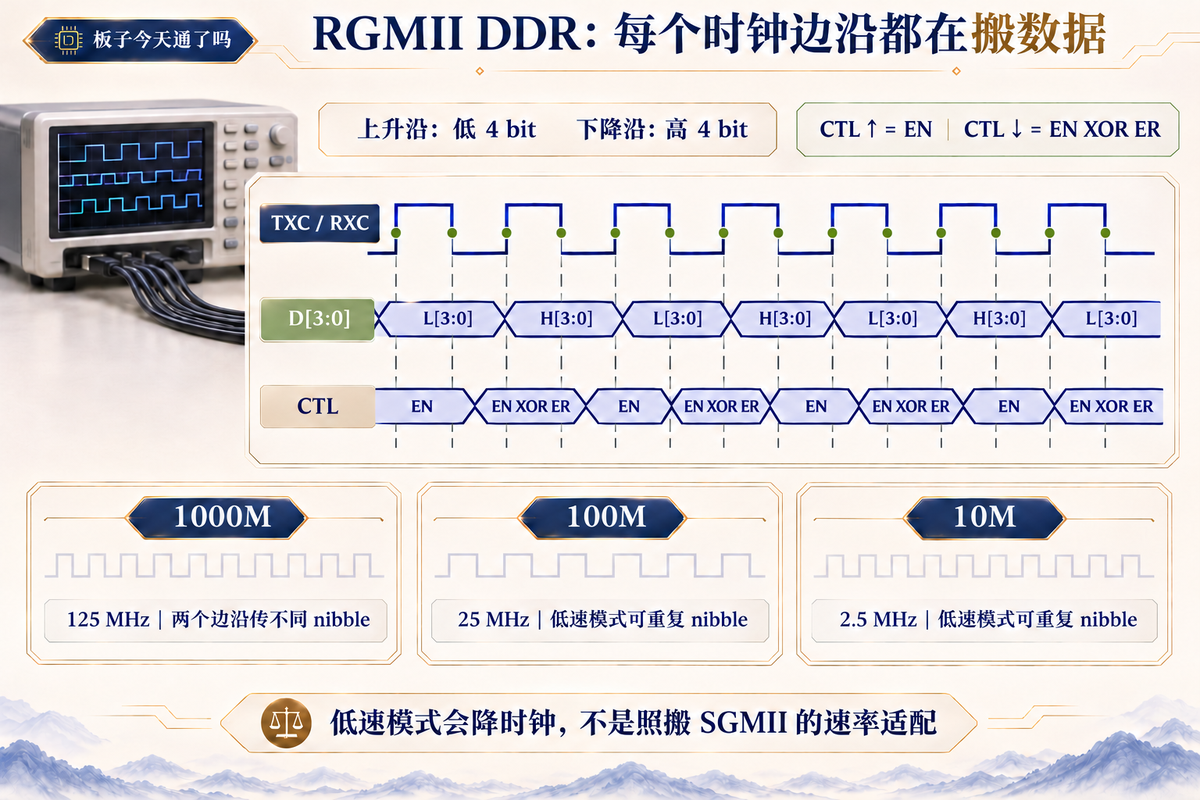 板子今天通了吗
RGMII DDR：每个时钟边沿都在搬数据
上升沿：低 4 bit 下降沿：高 4 bit
CTL ↑ = EN | CTL ↓ = EN XOR ER
TXC / RXC
D[3:0] L[3:0] H[3:0] L[3:0] H[3:0] L[3:0] H[3:0] L[3:0]
CTL EN EN XOR ER EN EN XOR ER EN EN XOR ER EN EN XOR ER
1000M
125 MHz | 两个边沿传不同 nibble
100M
25 MHz | 低速模式可重复 nibble
10M
2.5 MHz | 低速模式可重复 nibble
低速模式会降时钟，不是照搬 SGMII 的速率适配